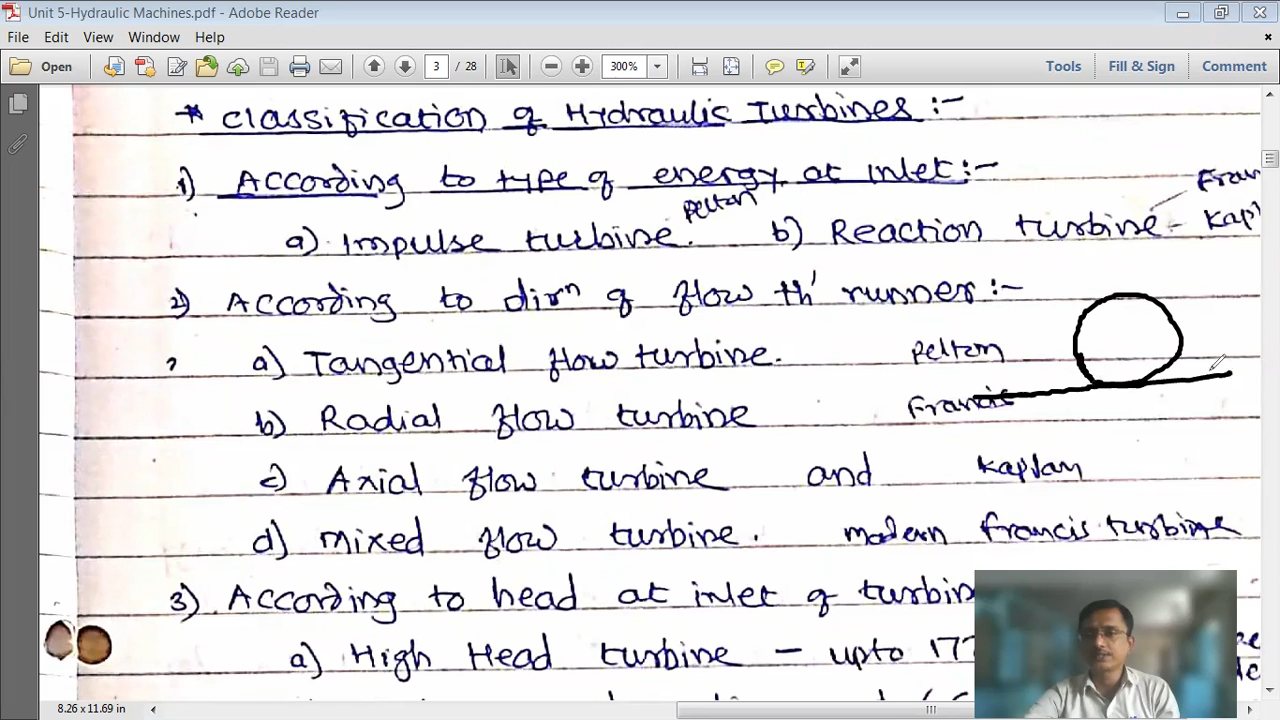 Unit 5-Hydraulic Machines.pdf - Adobe Reader
File Edit View Window Help
Open 3 / 28 300% Tools Fill & Sign Comment
* Classification of Hydraulic Turbines :-
1) According to type of energy at Inlet :-
Pelton Fran
a) Impulse turbine. b) Reaction turbine - Kapl
2) According to dirn of flow th' runner :-
a) Tangential flow turbine. Pelton
b) Radial flow turbine Francis
c) Axial flow turbine and Kaplan
d) Mixed flow turbine. modern Francis turbine
3) According to head at inlet of turbin
a) High Head turbine - upto 177
8.26 x 11.69 in